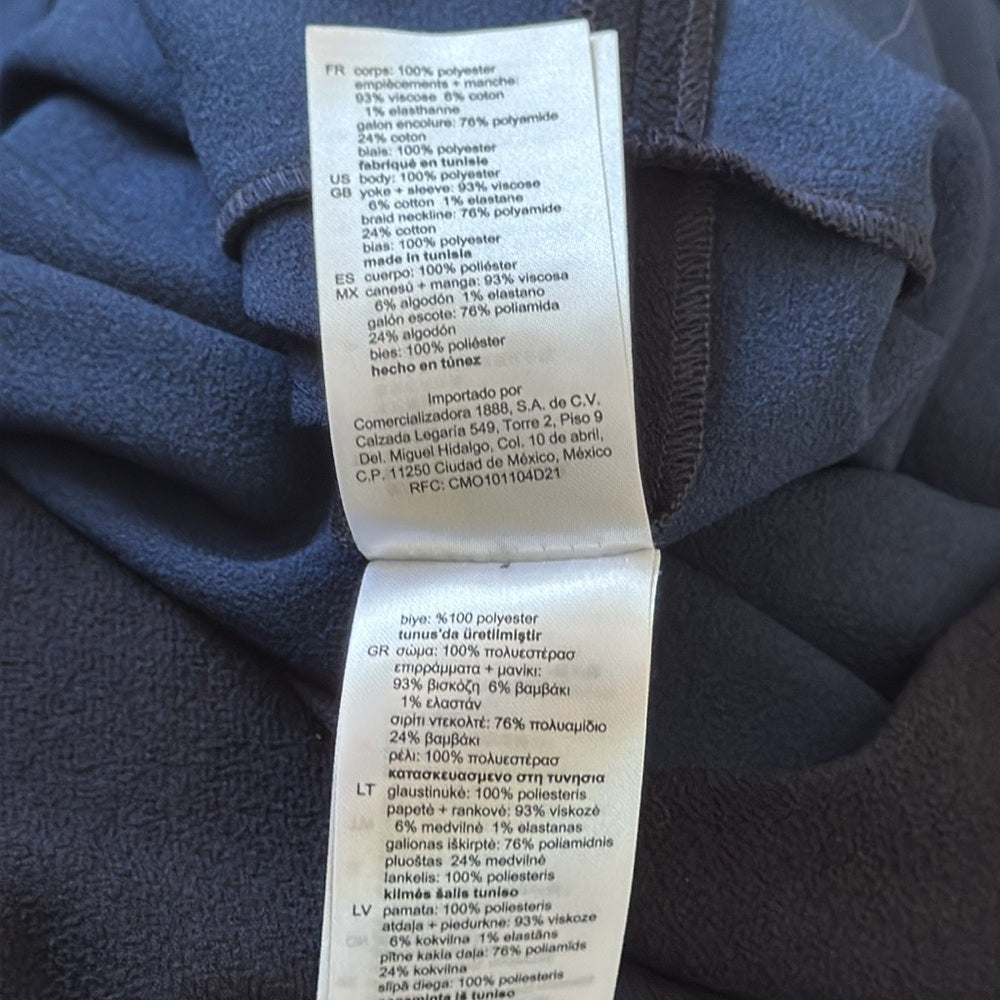 FR corps: 100% polyester
empiècements + manche:
93% viscose 6% coton
1% elasthanne
galon encolure: 76% polyamide
24% coton
biais: 100% polyester
fabriqué en tunisie
US body: 100% polyester
GB yoke + sleeve: 93% viscose
6% cotton 1% elastane
braid neckline: 76% polyamide
24% cotton
bias: 100% polyester
made in tunisia
ES cuerpo: 100% poliéster
MX canesú + manga: 93% viscosa
6% algodón 1% elastano
galón escote: 76% poliamida
24% algodón
bies: 100% poliéster
hecho en túnez
Importado por
Comercializadora 1888, S.A. de C.V.
Calzada Legaria 549, Torre 2, Piso 9
Del. Miguel Hidalgo, Col. 10 de abril,
C.P. 11250 Ciudad de México, México
RFC: CMO101104D21
biye: %100 polyester
tunus'da üretilmiştir
GR σώμα: 100% πολυεστέρασ
επιρράμματα + μανίκι:
93% βισκόζη 6% βαμβάκι
1% ελαστάν
σιρίτι ντεκολτέ: 76% πολυαμίδιο
24% βαμβάκι
ρέλι: 100% πολυεστέρασ
κατασκευασμενο στη τυνησια
LT glaustinukė: 100% poliesteris
papetė + rankovė: 93% viskozė
6% medvilnė 1% elastanas
galionas iškirptė: 76% poliamidnis
pluoštas 24% medvilnė
lankelis: 100% poliesteris
kilmės šalis tuniso
LV pamata: 100% poliesteris
atdaļa + piedurkne: 93% viskoze
6% kokvilna 1% elastāns
pītne kakla daļa: 76% poliamīds
24% kokvilna
slīpā diega: 100% poliesteris
tuniso